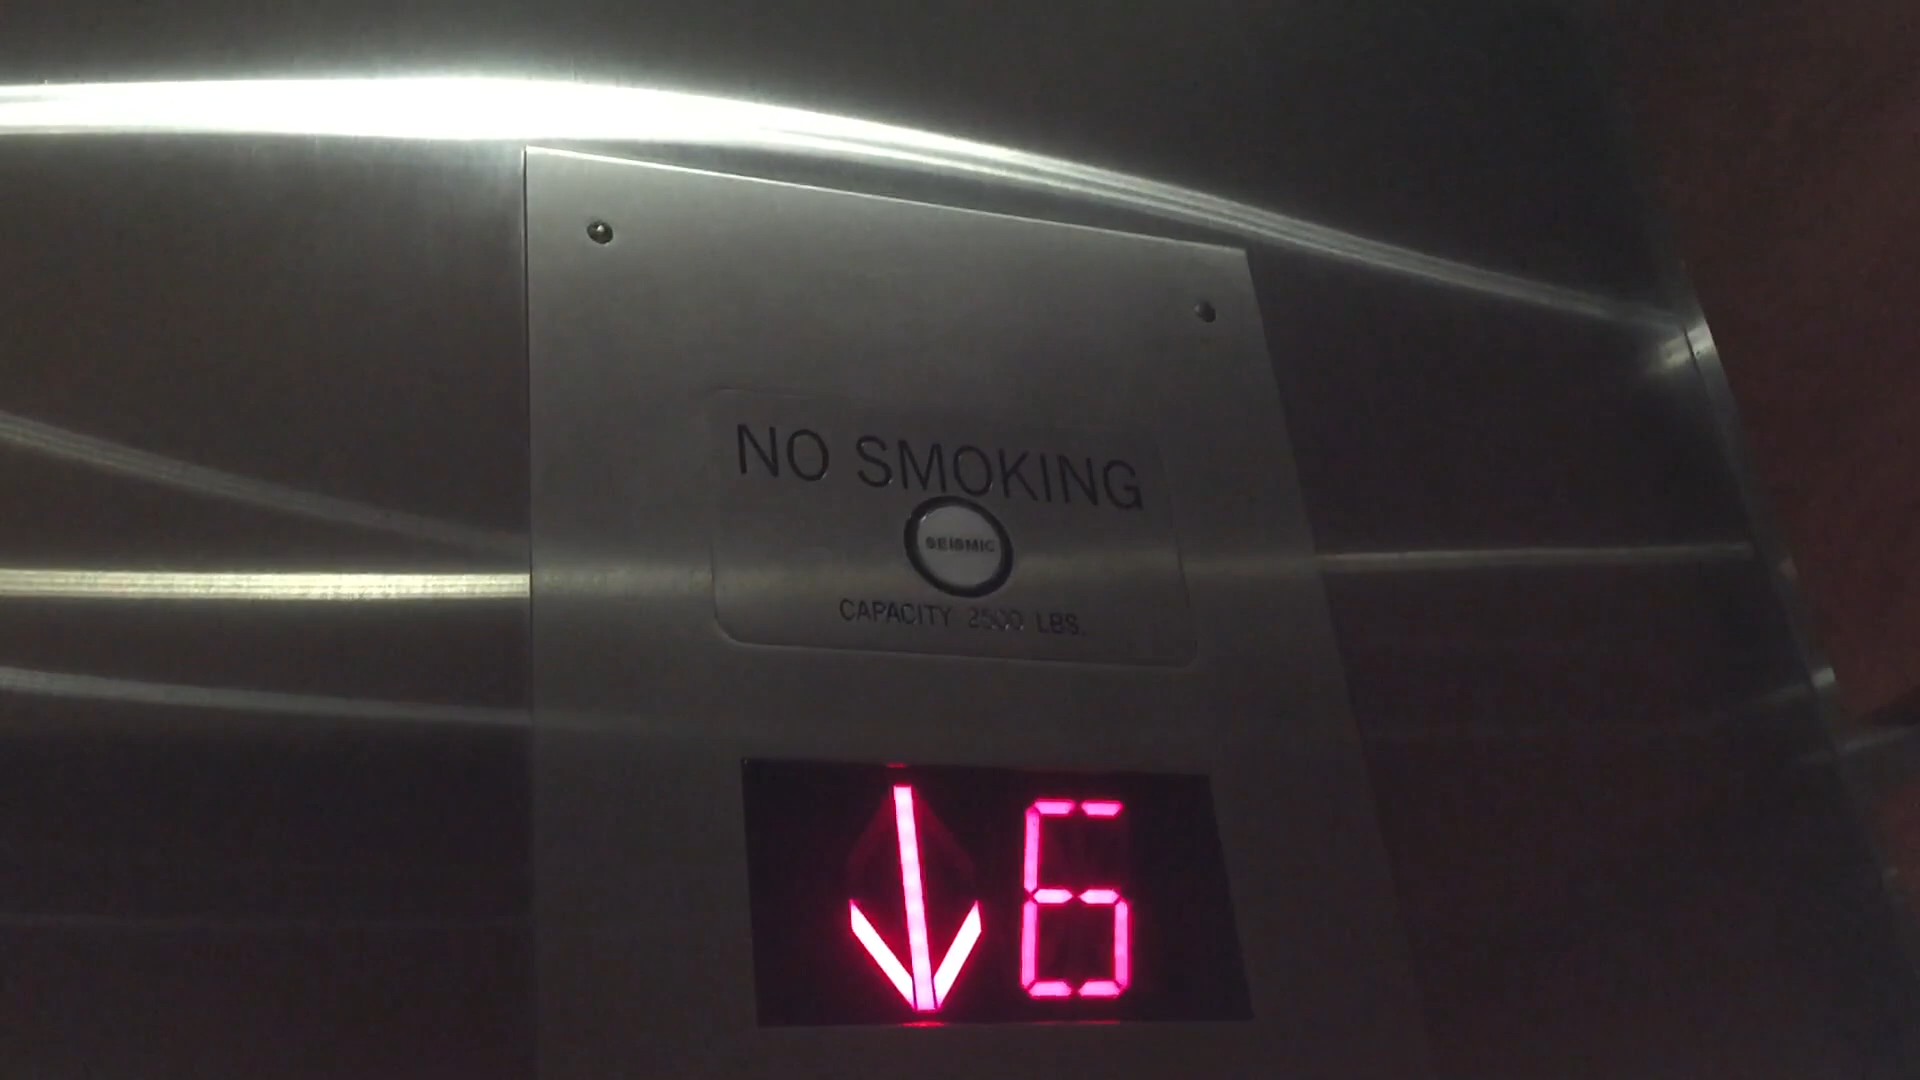 NO SMOKING
SEISMIC
CAPACITY 2500 LBS.
↓ 6